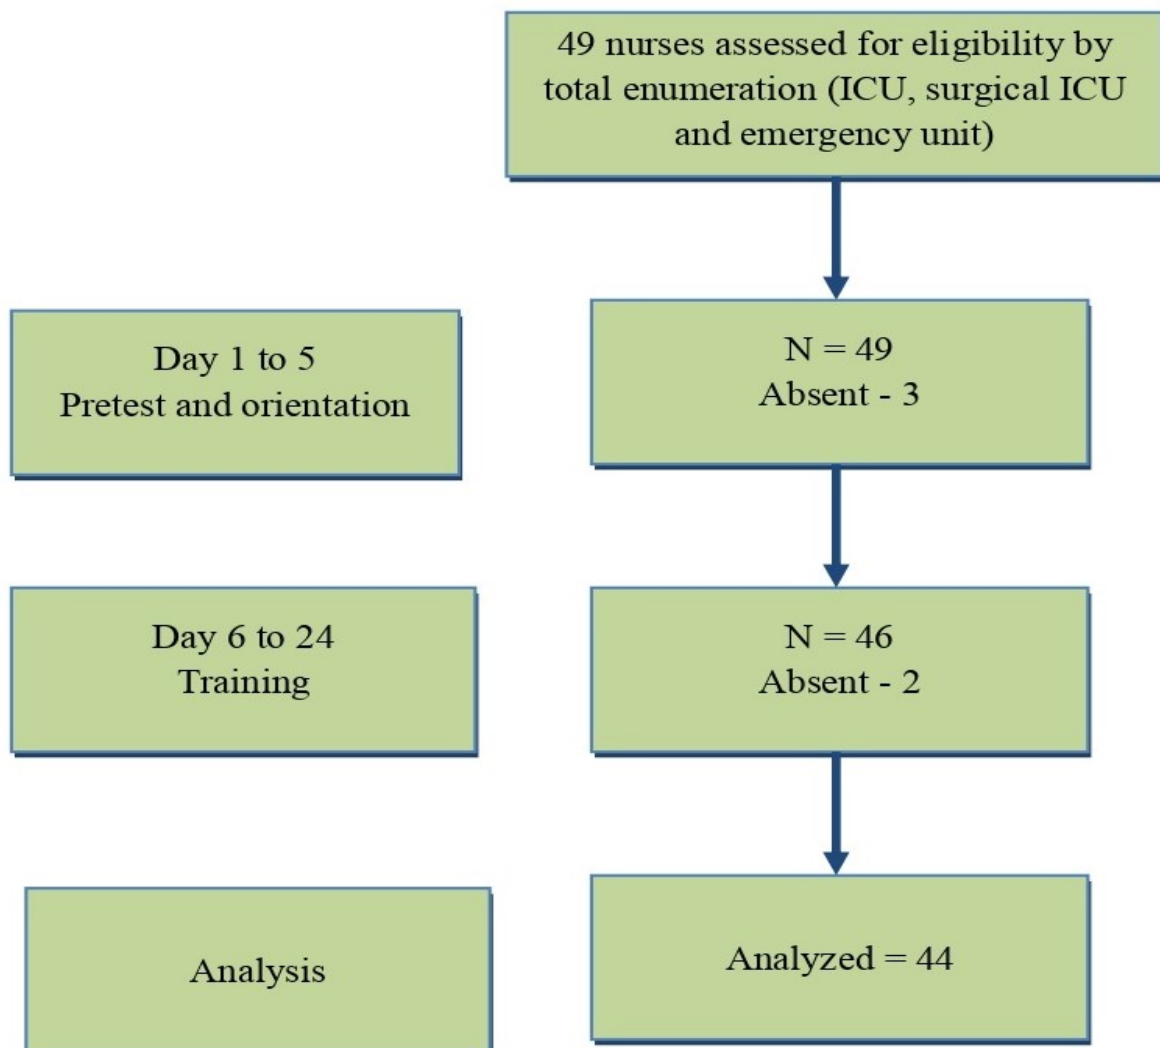 49 nurses assessed for eligibility by
total enumeration (ICU, surgical ICU
and emergency unit)
Day 1 to 5
Pretest and orientation
N = 49
Absent - 3
Day 6 to 24
Training
N = 46
Absent - 2
Analysis
Analyzed = 44